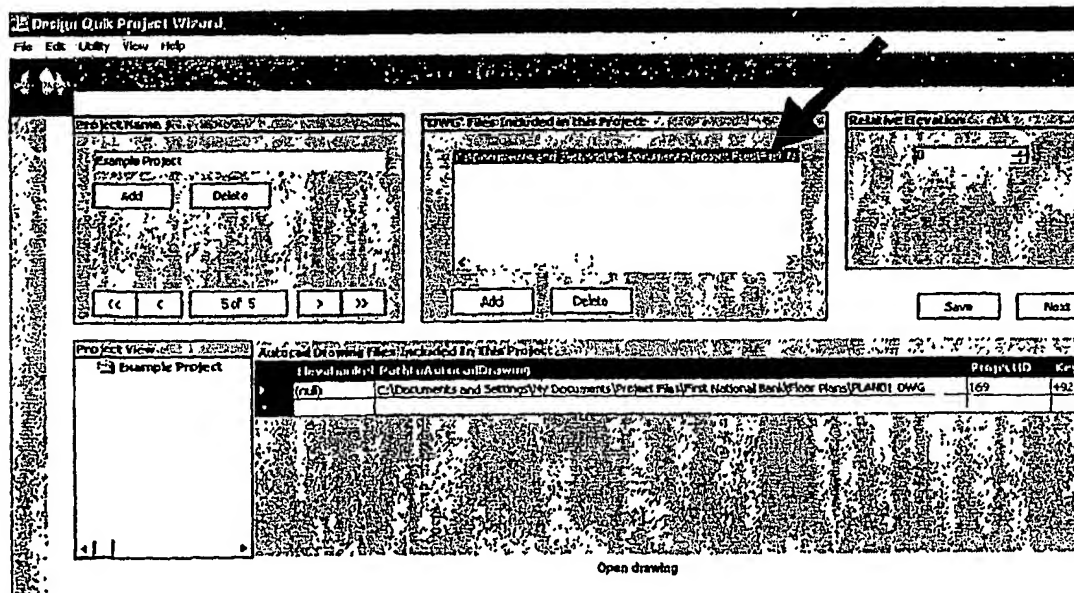 Design Quik Project Wizard
File Edit Utility View Help
Project Name
Example Project
Add Delete
<< < 5 of 5 > >>
"DWG" Files Included in this Project
Add Delete
Relative Elevation
Save Next
Project View
Example Project
Autocad Drawing Files Included In This Project
PathToAutocadDrawing ProjectID
(null) C:\Documents and Settings\My Documents\Project Files\First National Bank\Floor Plans\PLAN01.DWG 169 492
Open drawing